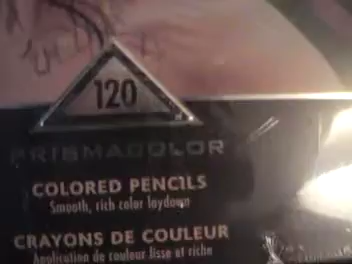 120
PRISMACOLOR
COLORED PENCILS
Smooth, rich color laydown
CRAYONS DE COULEUR
Application de couleur lisse et riche